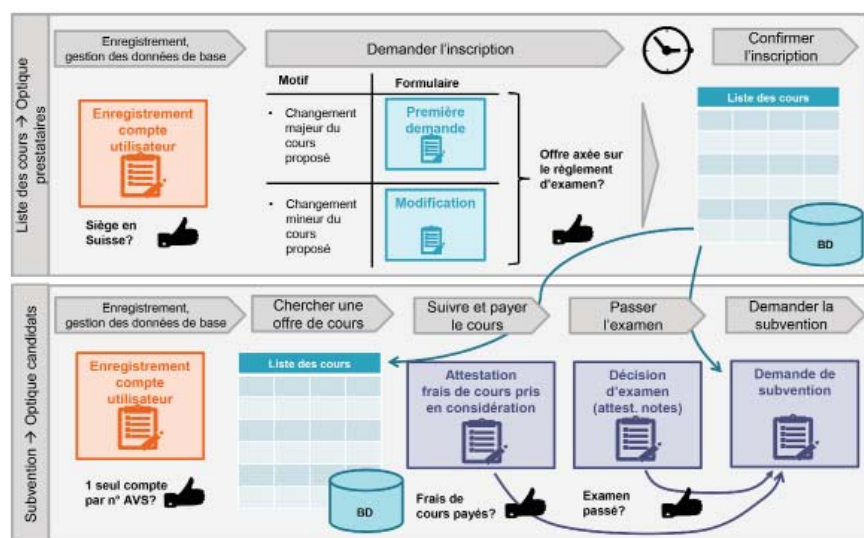 Liste des cours → Optique
prestataires
Enregistrement,
gestion des données de base
Demander l'inscription
Confirmer
l'inscription
Enregistrement
compte
utilisateur
Siège en
Suisse?
Motif
Formulaire
• Changement
majeur du
cours
proposé
Première
demande
• Changement
mineur du
cours
proposé
Modification
Offre axée sur
le règlement
d'examen?
Liste des cours
BD
Subvention → Optique candidats
Enregistrement,
gestion des données de base
Chercher une
offre de cours
Suivre et payer
le cours
Passer
l'examen
Demander la
subvention
Enregistrement
compte
utilisateur
1 seul compte
par n° AVS?
Liste des cours
BD
Attestation
frais de cours pris
en considération
Frais de
cours payés?
Décision
d'examen
(attest. notes)
Examen
passé?
Demande de
subvention